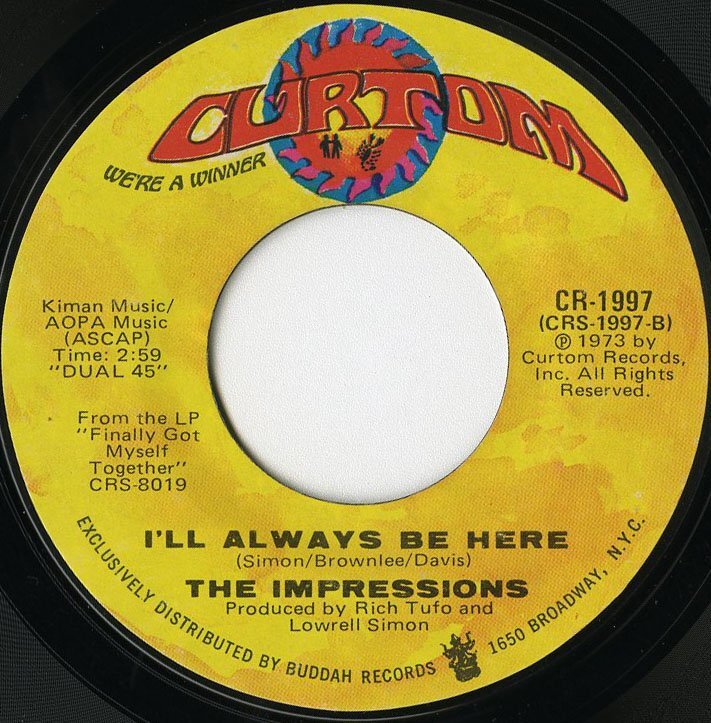 CURTOM
WE'RE A WINNER
Kiman Music/
AOPA Music
(ASCAP)
Time: 2:59
"DUAL 45"
From the LP
"Finally Got
Myself
Together"
CRS-8019
CR-1997
(CRS-1997-B)
℗ 1973 by
Curtom Records,
Inc. All Rights
Reserved.
I'LL ALWAYS BE HERE
(Simon/Brownlee/Davis)
THE IMPRESSIONS
Produced by Rich Tufo and
Lowrell Simon
EXCLUSIVELY DISTRIBUTED BY BUDDAH RECORDS 1650 BROADWAY, N.Y.C.